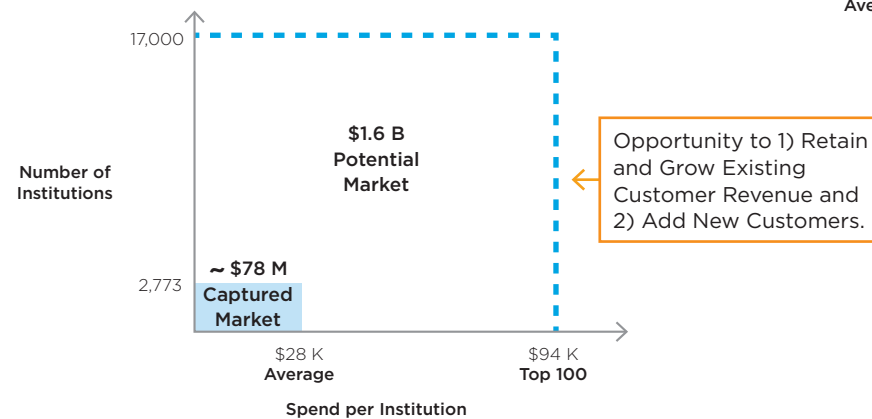 Ave
17,000
$1.6 B
Potential
Market
Opportunity to 1) Retain
and Grow Existing
Customer Revenue and
2) Add New Customers.
Number of
Institutions
~ $78 M
2,773
Captured
Market
$28 K
Average
$94 K
Top 100
Spend per Institution